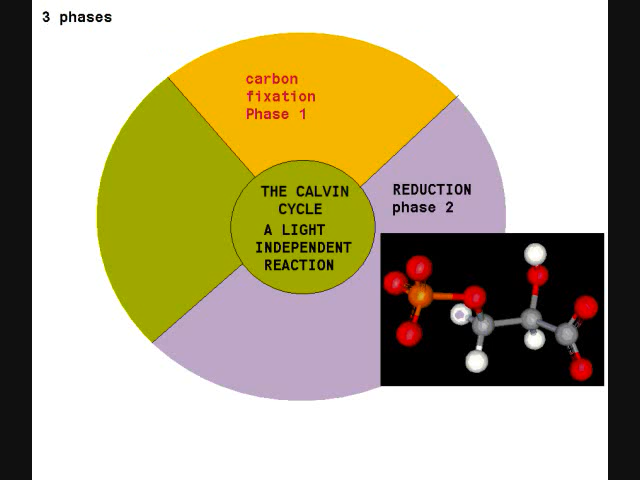 3 phases
carbon
fixation
Phase 1
REDUCTION
phase 2
THE CALVIN
CYCLE
A LIGHT
INDEPENDENT
REACTION